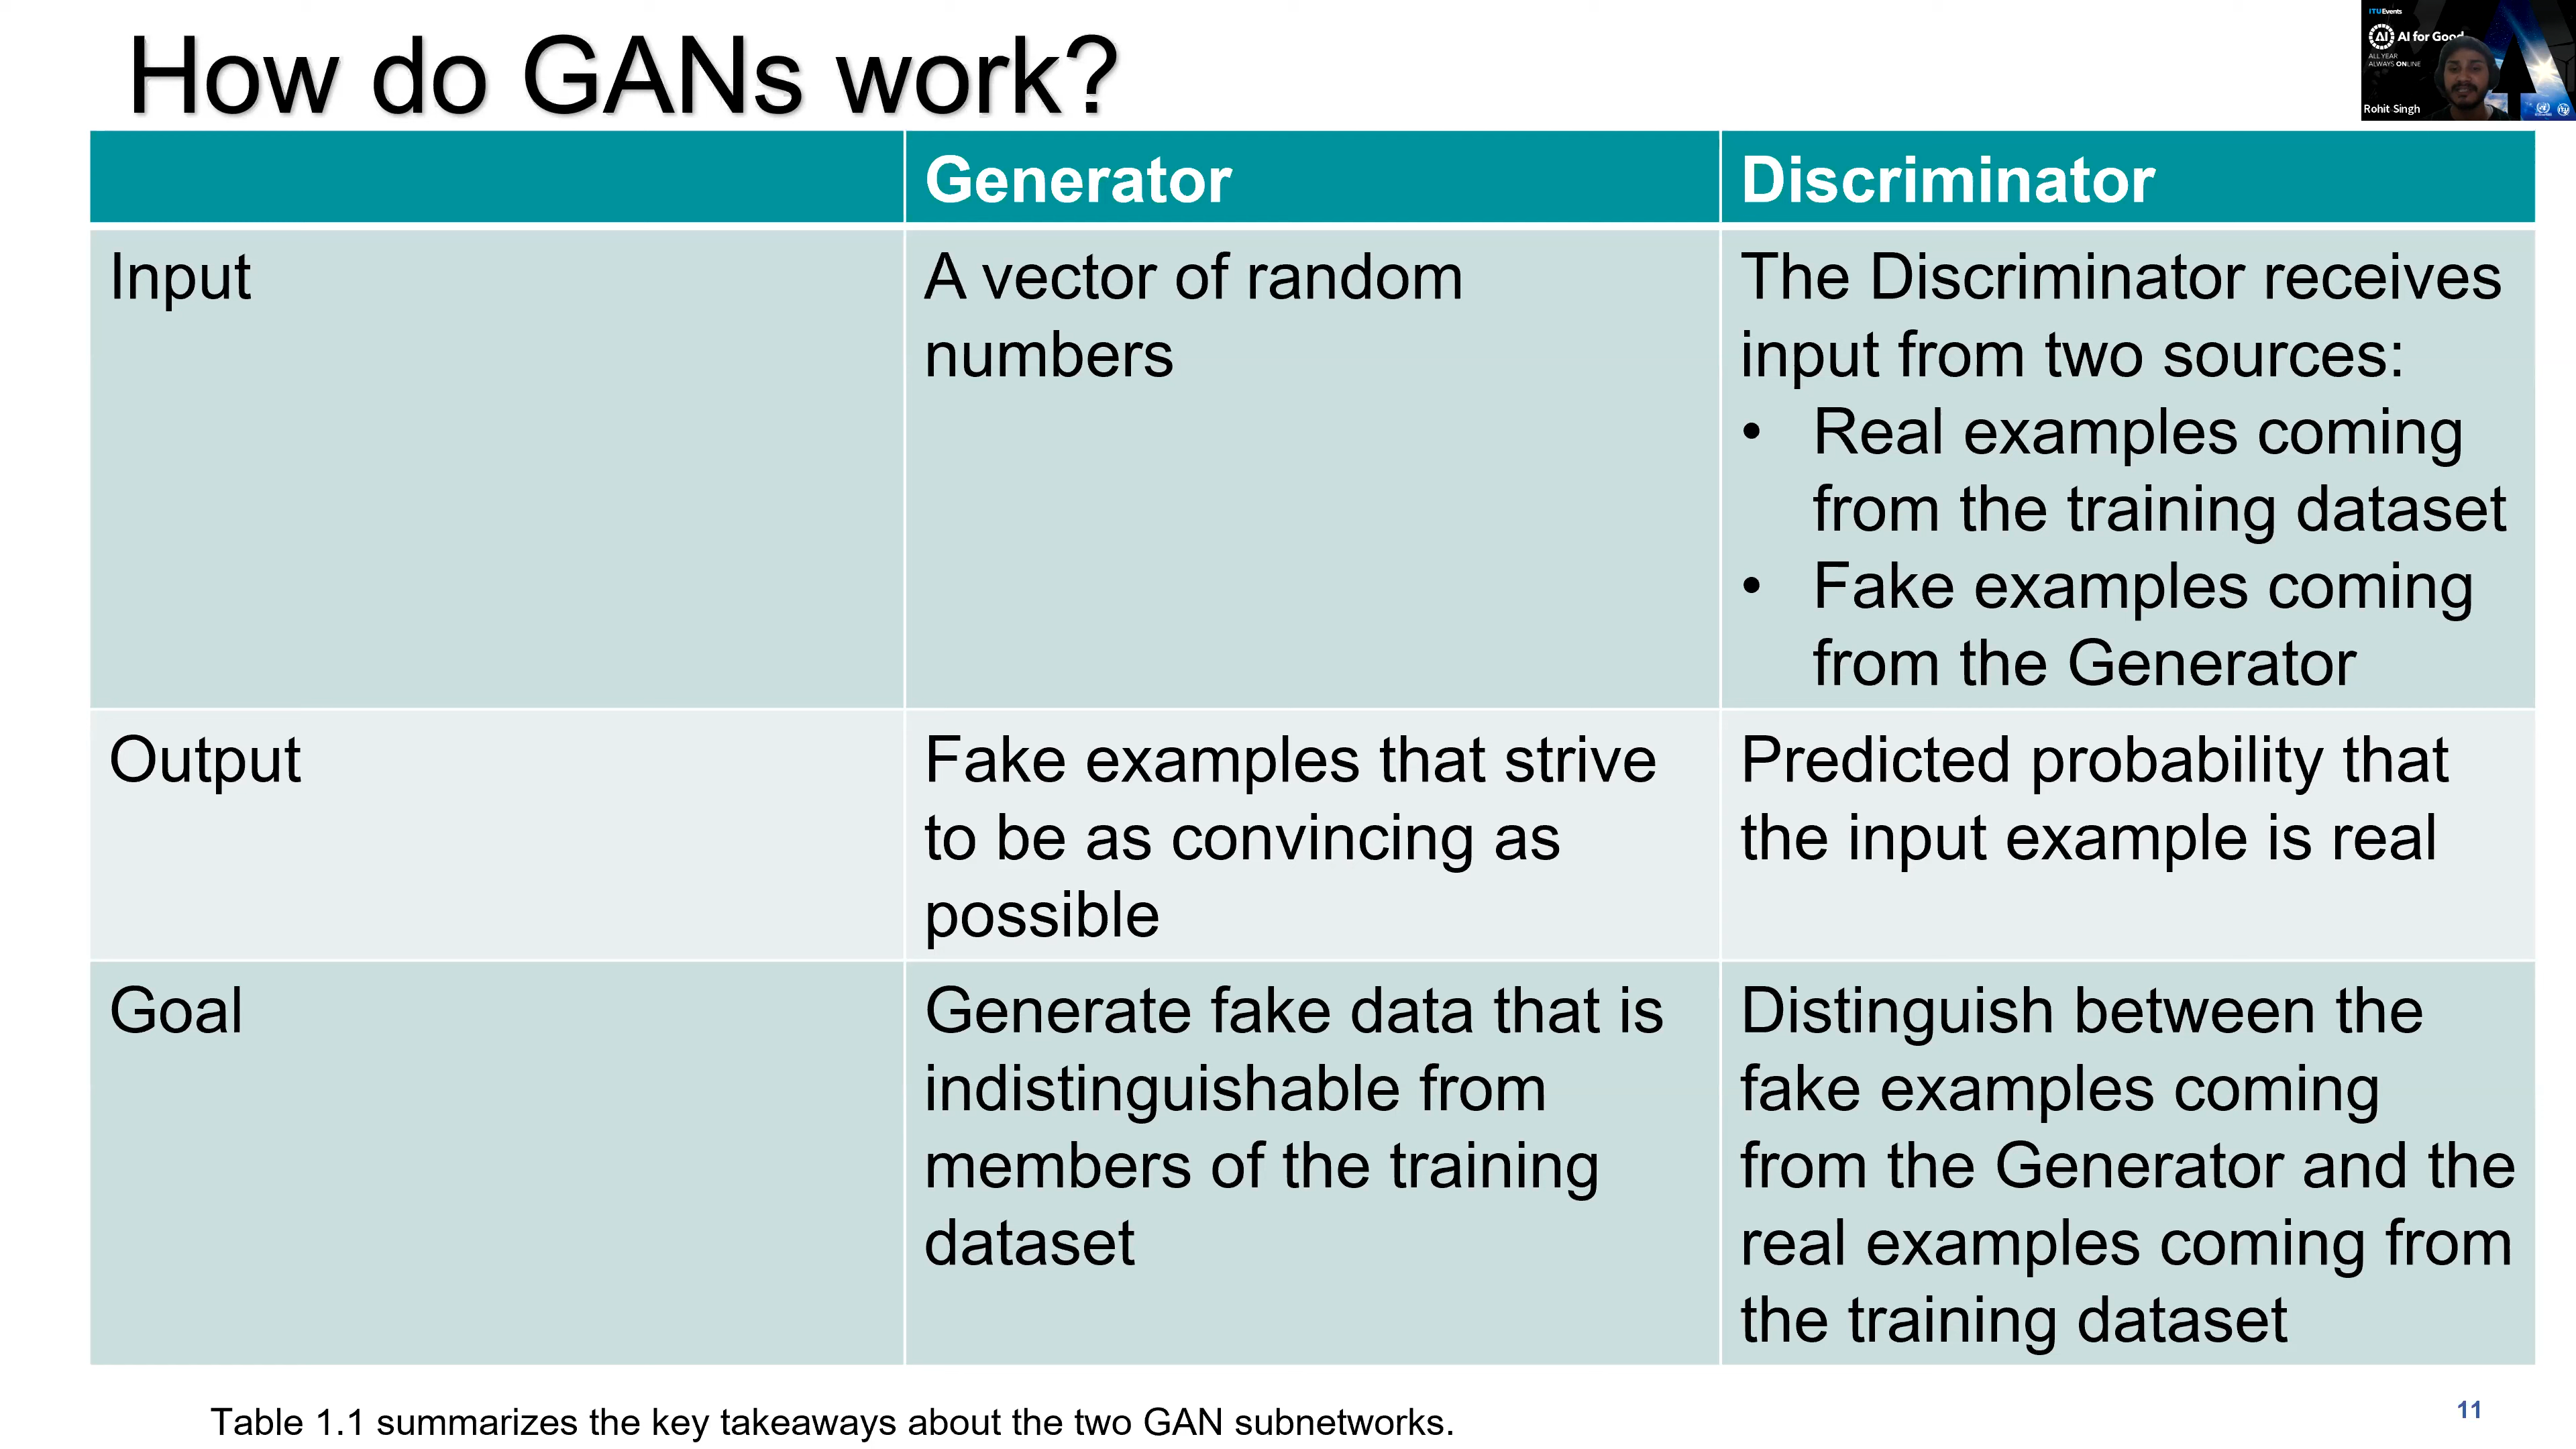 How do GANs work?
ITUEvents
AI AI for Good
ALL YEAR
ALWAYS ONLINE
Rohit Singh
Generator
Discriminator
Input
A vector of random
numbers
The Discriminator receives
input from two sources:
• Real examples coming
from the training dataset
• Fake examples coming
from the Generator
Output
Fake examples that strive
to be as convincing as
possible
Predicted probability that
the input example is real
Goal
Generate fake data that is
indistinguishable from
members of the training
dataset
Distinguish between the
fake examples coming
from the Generator and the
real examples coming from
the training dataset
Table 1.1 summarizes the key takeaways about the two GAN subnetworks.
11